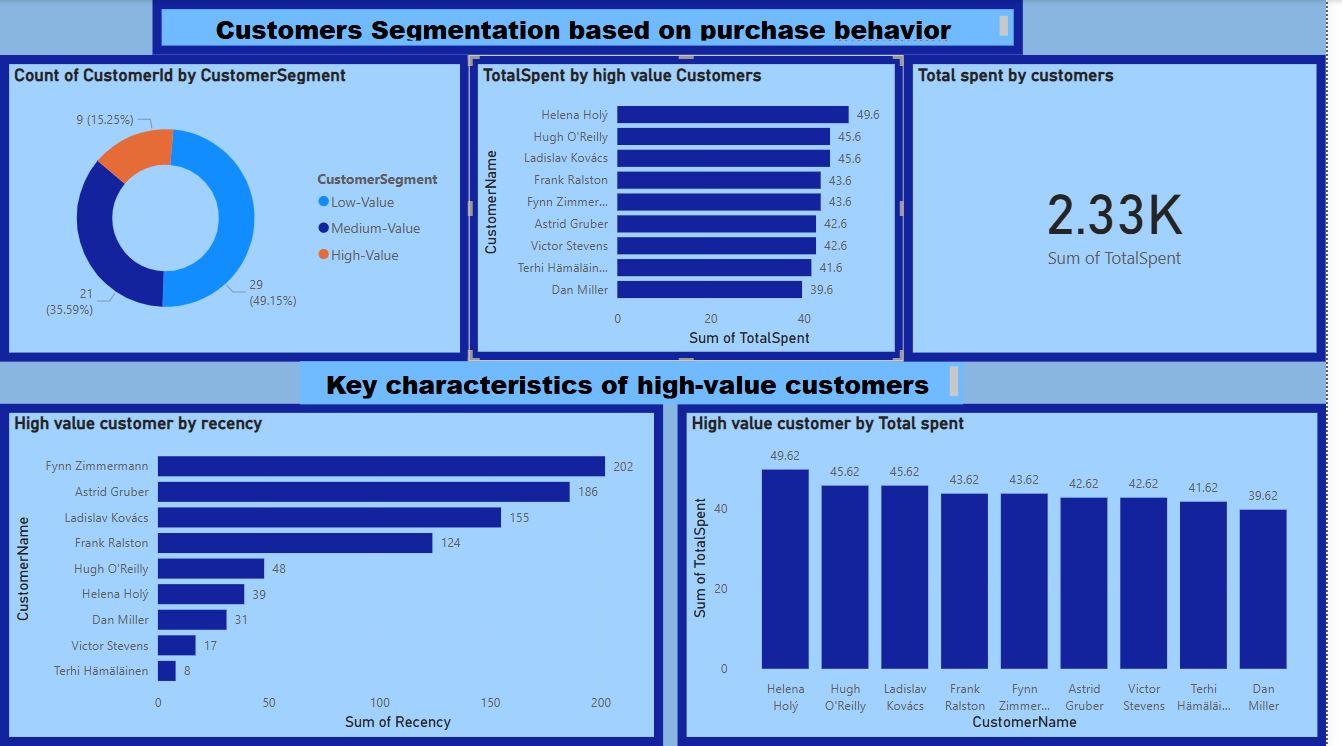 Customers Segmentation based on purchase behavior
Count of CustomerId by CustomerSegment
9 (15.25%)
21
(35.59%)
29
(49.15%)
CustomerSegment
Low-Value
Medium-Value
High-Value
TotalSpent by high value Customers
CustomerName
Helena Holý 49.6
Hugh O'Reilly 45.6
Ladislav Kovács 45.6
Frank Ralston 43.6
Fynn Zimmer... 43.6
Astrid Gruber 42.6
Victor Stevens 42.6
Terhi Hämäläin... 41.6
Dan Miller 39.6
0 20 40
Sum of TotalSpent
Total spent by customers
2.33K
Sum of TotalSpent
Key characteristics of high-value customers
High value customer by recency
CustomerName
Fynn Zimmermann 202
Astrid Gruber 186
Ladislav Kovács 155
Frank Ralston 124
Hugh O'Reilly 48
Helena Holý 39
Dan Miller 31
Victor Stevens 17
Terhi Hämäläinen 8
0 50 100 150 200
Sum of Recency
High value customer by Total spent
Sum of TotalSpent
40
20
0
49.62 45.62 45.62 43.62 43.62 42.62 42.62 41.62 39.62
Helena Hugh Ladislav Frank Fynn Astrid Victor Terhi Dan
Holý O'Reilly Kovács Ralston Zimmer... Gruber Stevens Hämäläi... Miller
CustomerName